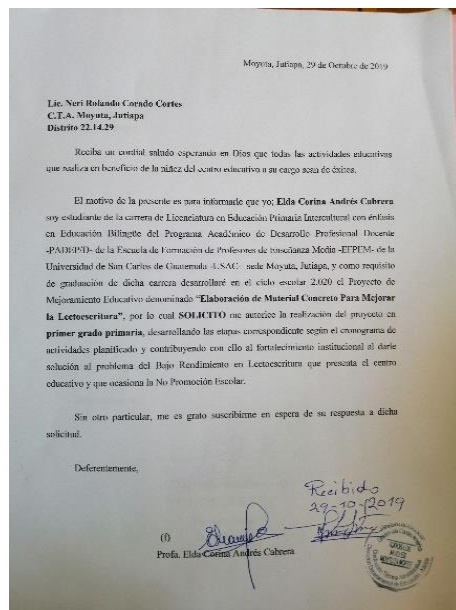 Moyuta, Jutiapa, 29 de Octubre de 2019
Lic. Neri Rolando Corado Cortes
C.T.A. Moyuta, Jutiapa
Distrito 22.14.29
Reciba un cordial saludo esperando en Dios que todas las actividades educativas
que realiza en beneficio de la niñez del centro educativo a su cargo sean de éxitos.
El motivo de la presente es para informarle que yo; Elda Corina Andrés Cabrera
soy estudiante de la carrera de Licenciatura en Educación Primaria Intercultural con énfasis
en Educación Bilingüe del Programa Académico de Desarrollo Profesional Docente
-PADEP/D- de la Escuela de Formación de Profesores de Enseñanza Media -EFPEM- de la
Universidad de San Carlos de Guatemala -USAC- sede Moyuta, Jutiapa, y como requisito
de graduación de dicha carrera desarrollaré en el ciclo escolar 2,020 el Proyecto de
Mejoramiento Educativo denominado "Elaboración de Material Concreto Para Mejorar
la Lectoescritura", por lo cual SOLICITO me autorice la realización del proyecto en
primer grado primaria, desarrollando las etapas correspondiente según el cronograma de
actividades planificado y contribuyendo con ello al fortalecimiento institucional al darle
solución al problema del Bajo Rendimiento en Lectoescritura que presenta el centro
educativo y que ocasiona la No Promoción Escolar.
Sin otro particular, me es grato suscribirme en espera de su respuesta a dicha
solicitud.
Deferentemente,
Recibido
29-10-2019
(f)
Profa. Elda Corina Andrés Cabrera